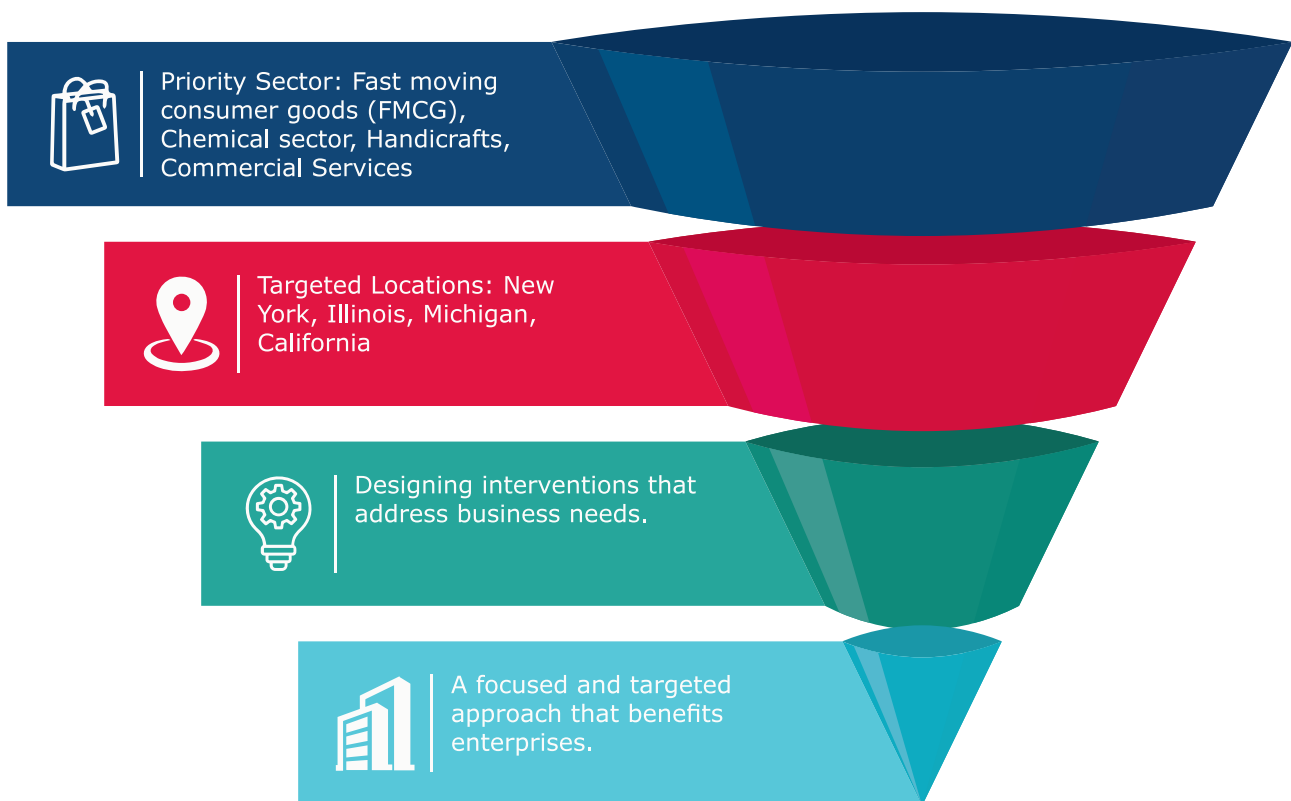 Priority Sector: Fast moving
consumer goods (FMCG),
Chemical sector, Handicrafts,
Commercial Services
Targeted Locations: New
York, Illinois, Michigan,
California
Designing interventions that
address business needs.
A focused and targeted
approach that benefits
enterprises.